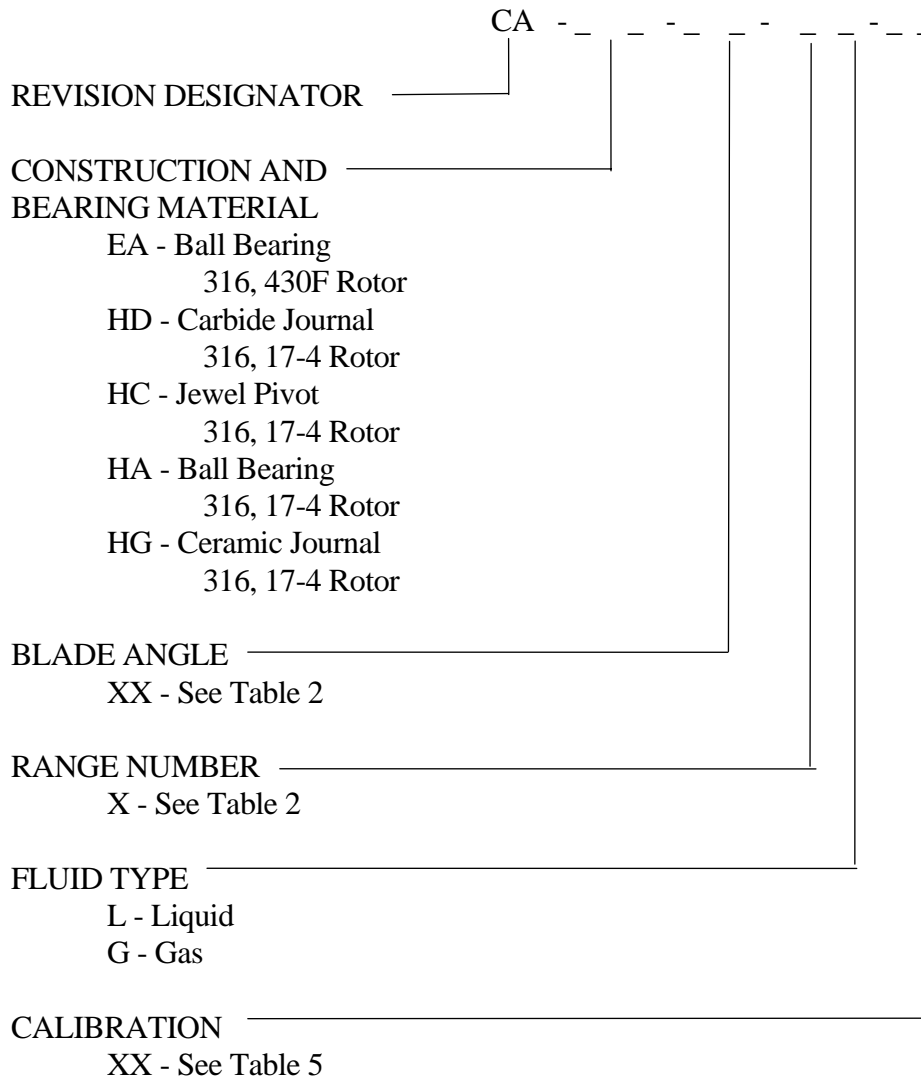 CA - _ _ - _ _ - _ _ - _ _
REVISION DESIGNATOR
CONSTRUCTION AND
BEARING MATERIAL
EA - Ball Bearing
316, 430F Rotor
HD - Carbide Journal
316, 17-4 Rotor
HC - Jewel Pivot
316, 17-4 Rotor
HA - Ball Bearing
316, 17-4 Rotor
HG - Ceramic Journal
316, 17-4 Rotor
BLADE ANGLE
XX - See Table 2
RANGE NUMBER
X - See Table 2
FLUID TYPE
L - Liquid
G - Gas
CALIBRATION
XX - See Table 5